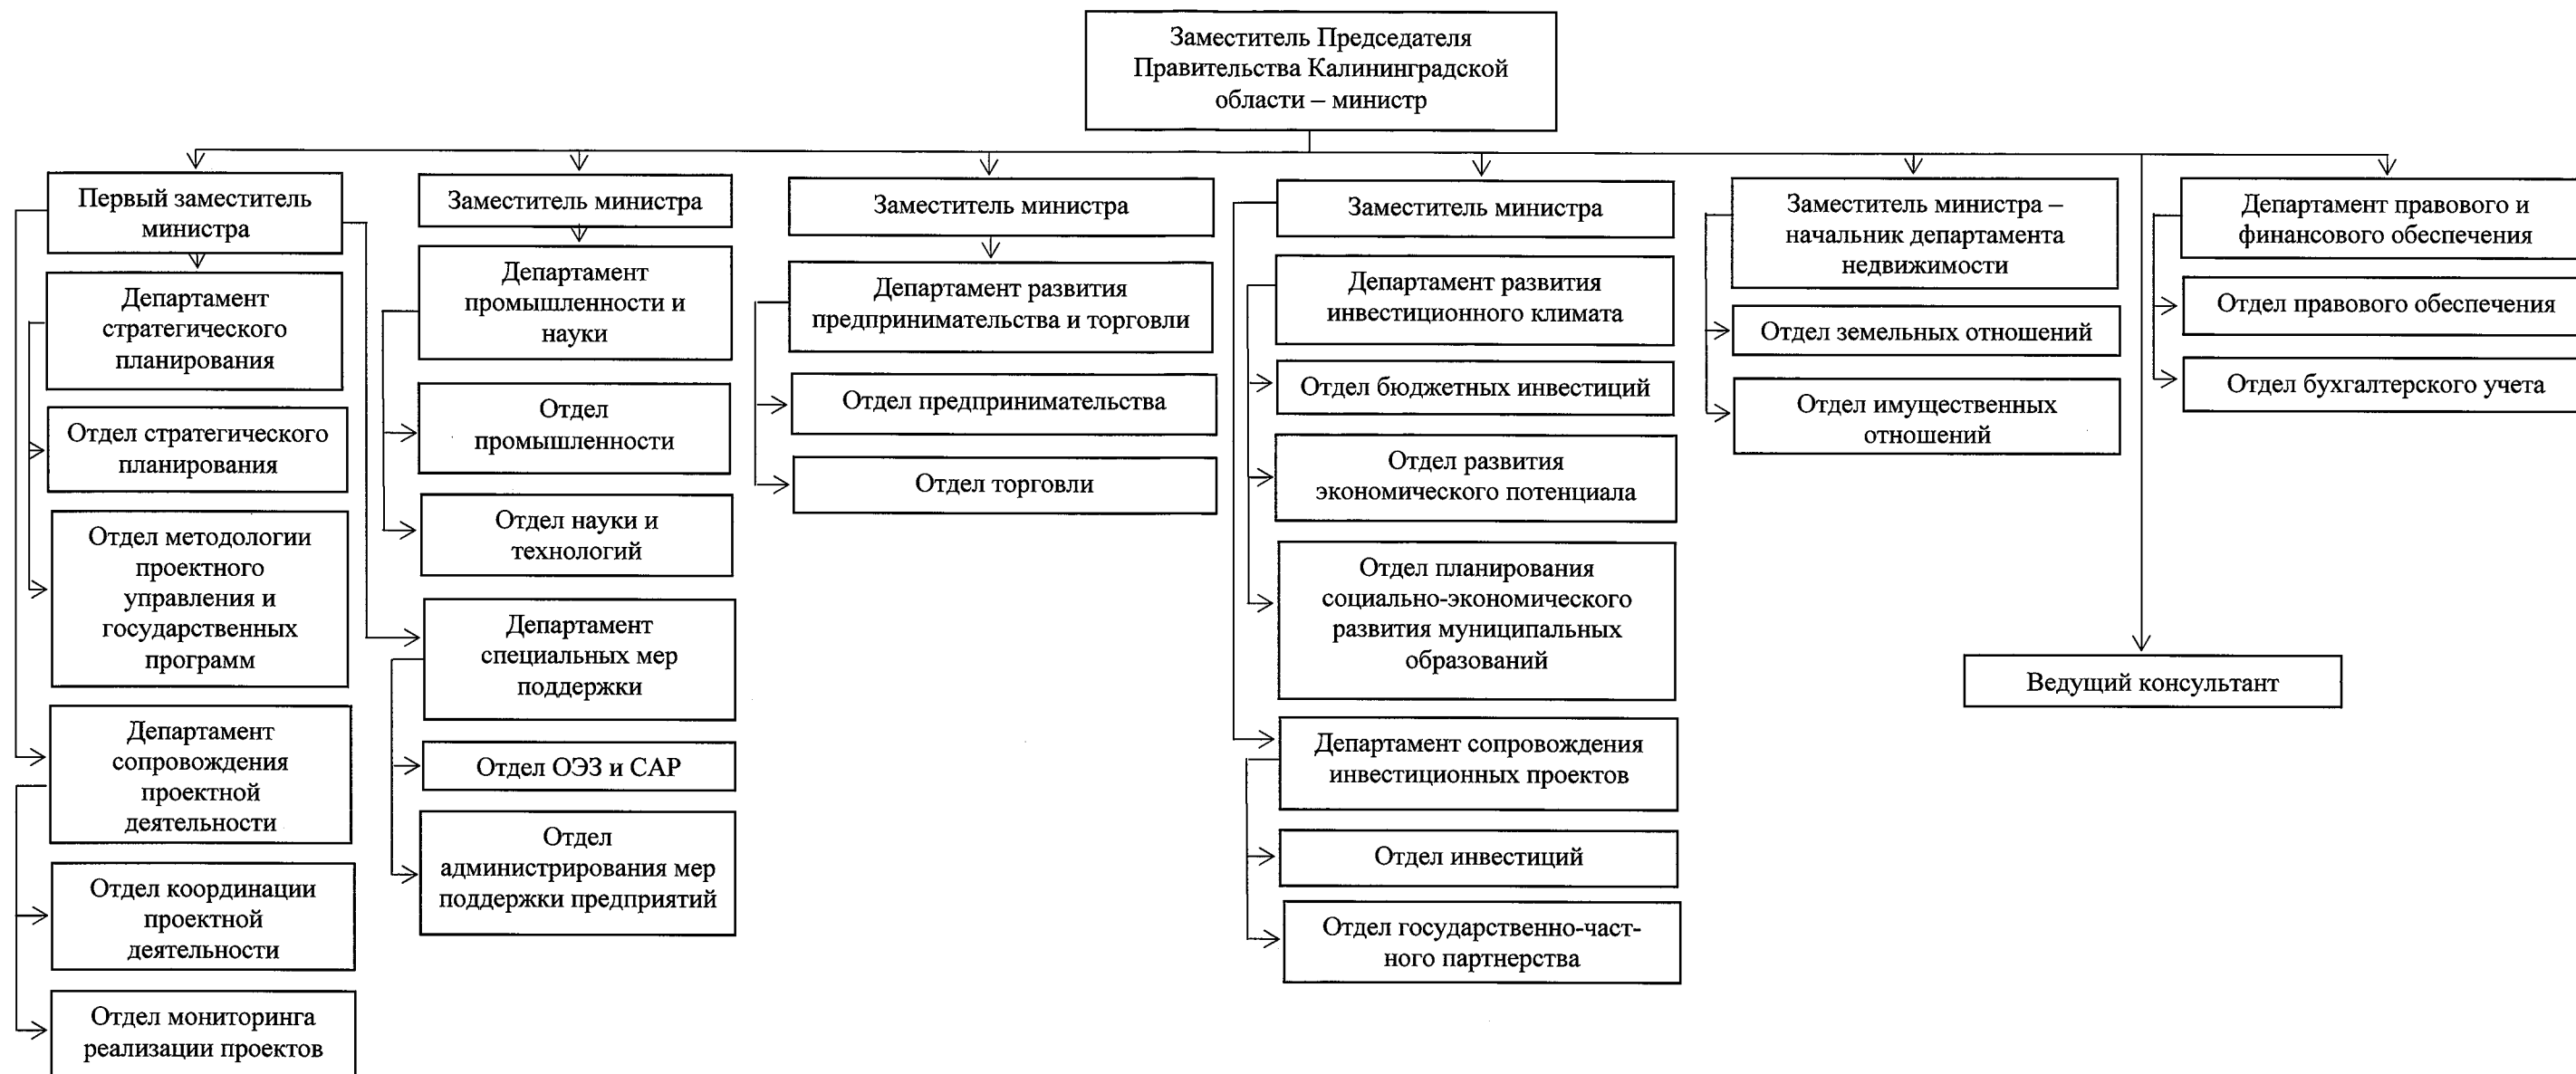 Заместитель Председателя
Правительства Калининградской
области – министр
Первый заместитель
министра
Департамент
стратегического
планирования
Отдел стратегического
планирования
Отдел методологии
проектного
управления и
государственных
программ
Департамент
сопровождения
проектной
деятельности
Отдел координации
проектной
деятельности
Отдел мониторинга
реализации проектов
Заместитель министра
Департамент
промышленности и
науки
Отдел
промышленности
Отдел науки и
технологий
Департамент
специальных мер
поддержки
Отдел ОЭЗ и САР
Отдел
администрирования мер
поддержки предприятий
Заместитель министра
Департамент развития
предпринимательства и торговли
Отдел предпринимательства
Отдел торговли
Заместитель министра
Департамент развития
инвестиционного климата
Отдел бюджетных инвестиций
Отдел развития
экономического потенциала
Отдел планирования
социально-экономического
развития муниципальных
образований
Департамент сопровождения
инвестиционных проектов
Отдел инвестиций
Отдел государственно-част-
ного партнерства
Заместитель министра –
начальник департамента
недвижимости
Отдел земельных отношений
Отдел имущественных
отношений
Ведущий консультант
Департамент правового и
финансового обеспечения
Отдел правового обеспечения
Отдел бухгалтерского учета